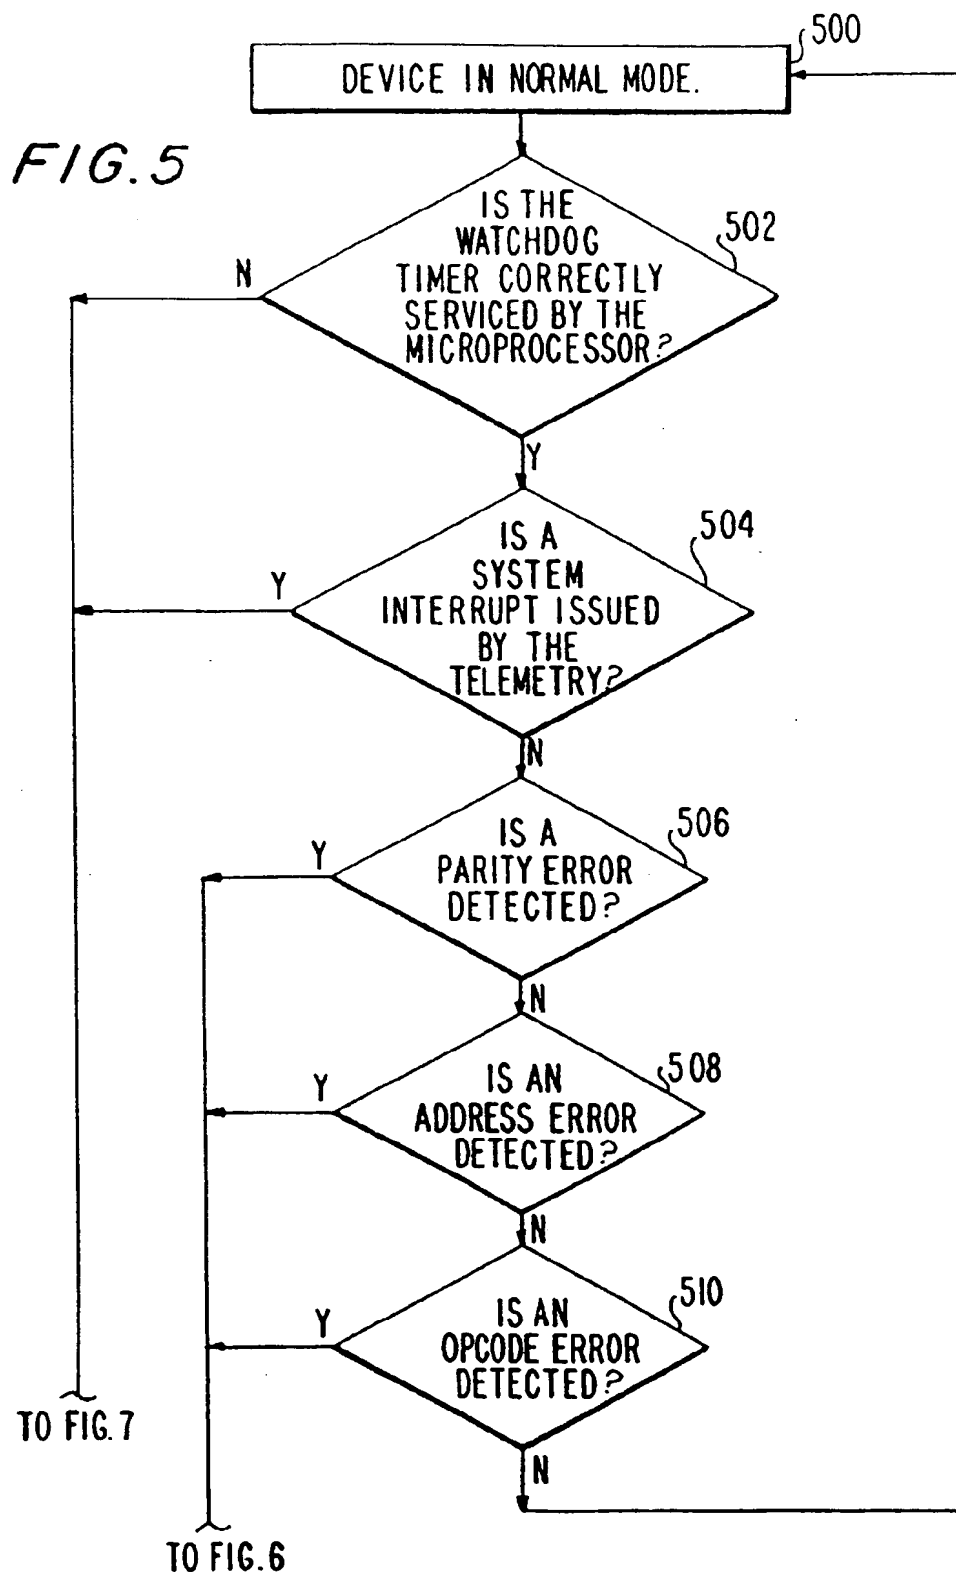 500
DEVICE IN NORMAL MODE.
FIG. 5
IS THE
WATCHDOG
TIMER CORRECTLY
SERVICED BY THE
MICROPROCESSOR?
502
N
Y
IS A
SYSTEM
INTERRUPT ISSUED
BY THE
TELEMETRY?
504
Y
N
IS A
PARITY ERROR
DETECTED?
506
Y
N
IS AN
ADDRESS ERROR
DETECTED?
508
Y
N
IS AN
OPCODE ERROR
DETECTED?
510
Y
N
TO FIG. 7
TO FIG. 6